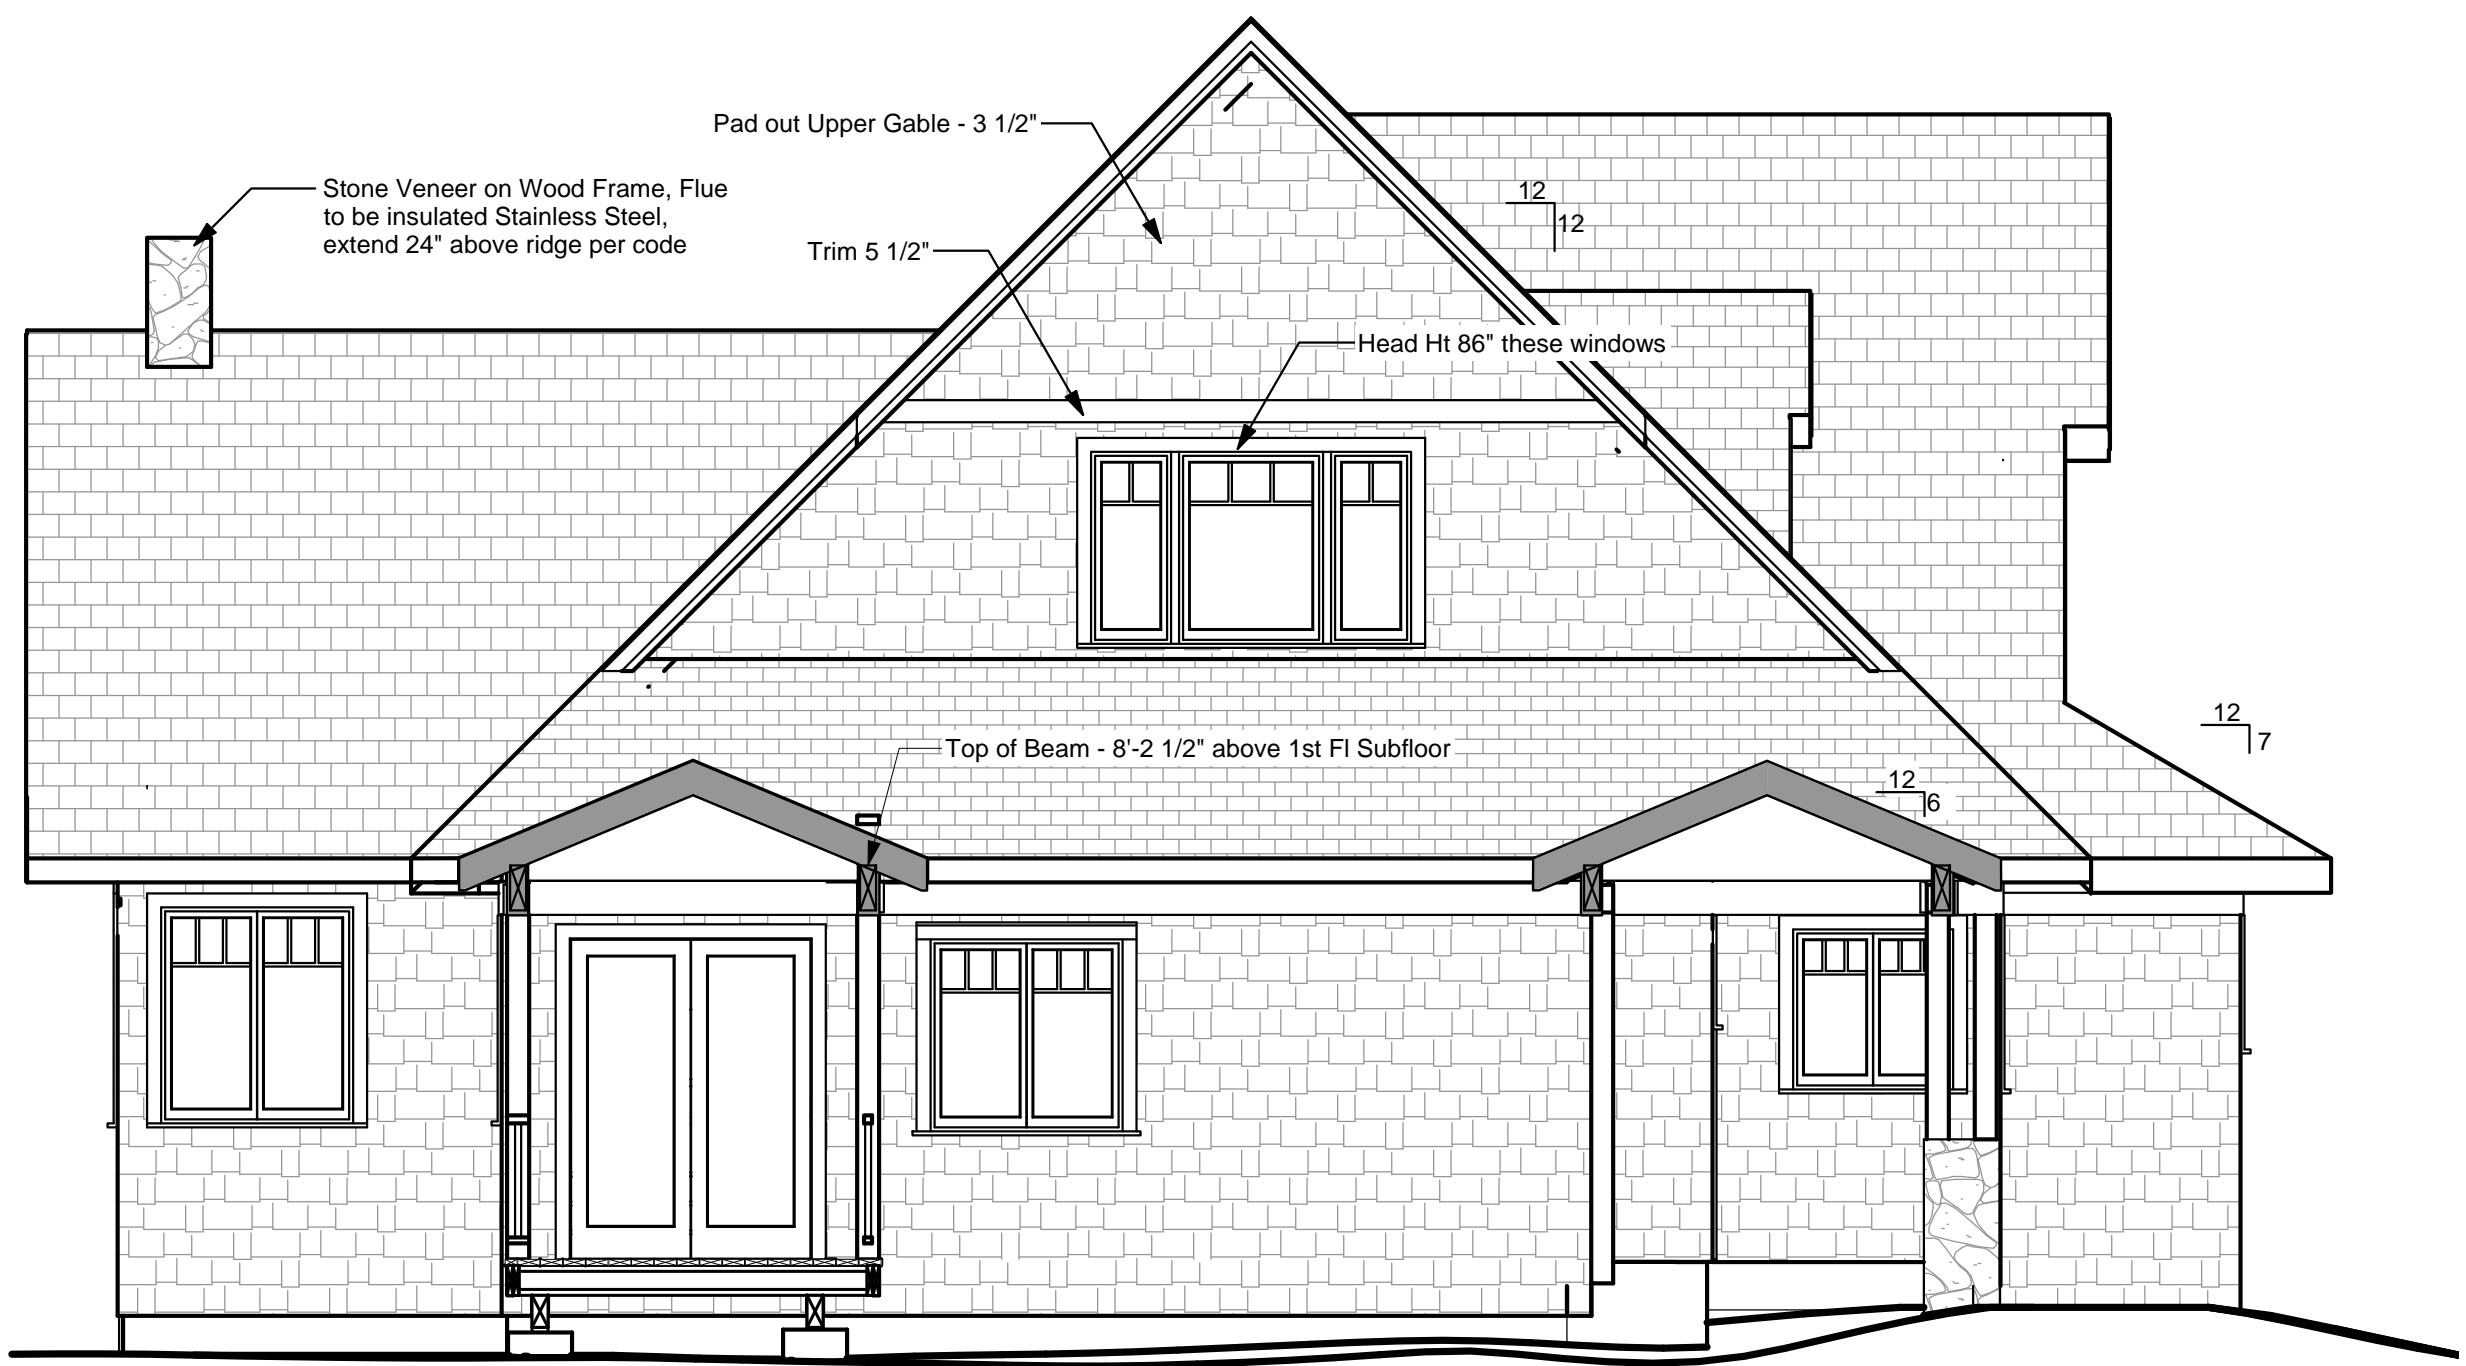 Pad out Upper Gable - 3 1/2"
Stone Veneer on Wood Frame, Flue
to be insulated Stainless Steel,
extend 24" above ridge per code
12
12
Trim 5 1/2"
Head Ht 86" these windows
12
7
Top of Beam - 8'-2 1/2" above 1st Fl Subfloor
12
6